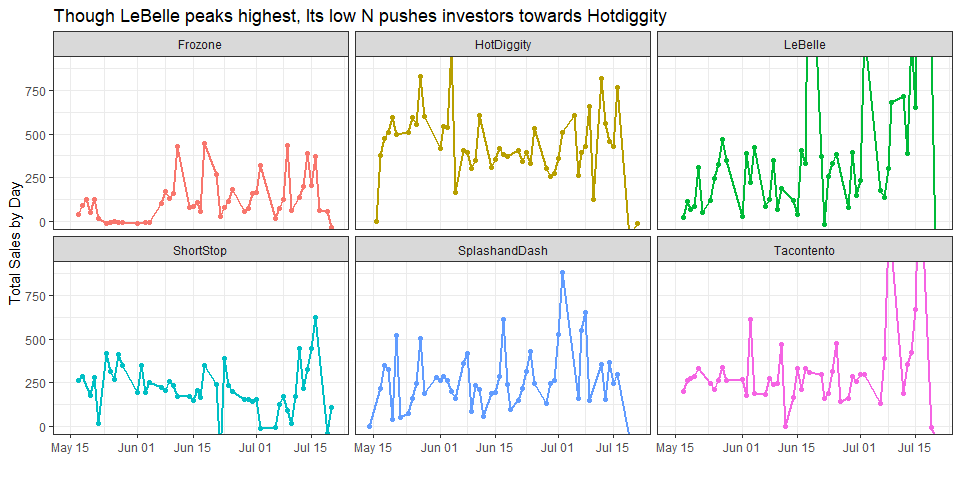 Though LeBelle peaks highest, Its low N pushes investors towards Hotdiggity
Frozone
HotDiggity
LeBelle
750
500
250
0
ShortStop
SplashandDash
Tacontento
750
500
250
0
Total Sales by Day
May 15 Jun 01 Jun 15 Jul 01 Jul 15
May 15 Jun 01 Jun 15 Jul 01 Jul 15
May 15 Jun 01 Jun 15 Jul 01 Jul 15